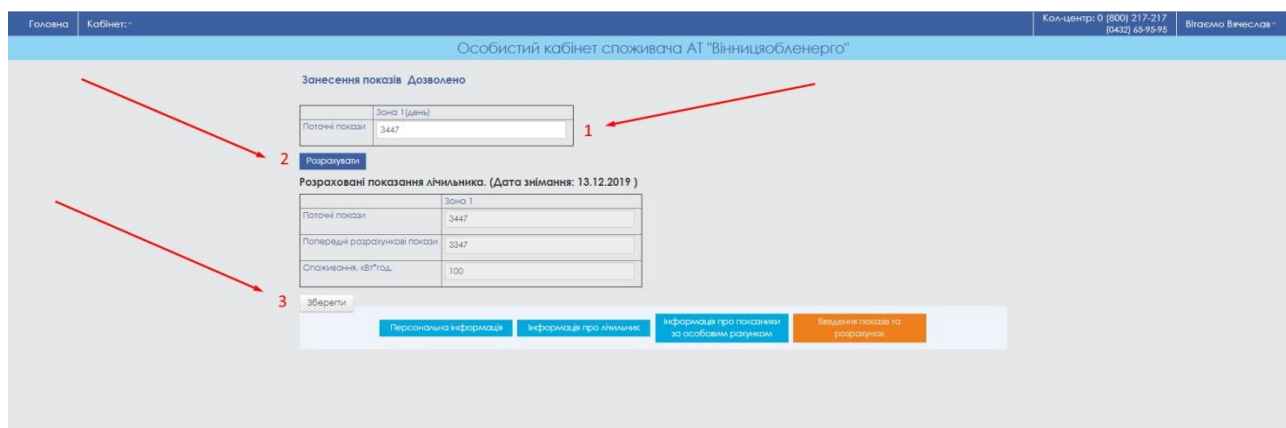 Головна Кабінет: Кол-центр: 0 (800) 217-217 Вітаємо Вячеслав
(0432) 65-95-95
Особистий кабінет споживача АТ "Вінницяобленерго"
Занесення показів Дозволено
Зона 1(день)
Поточні покази 3447
1
2 Розрахувати
Розраховані показання лічильника. (Дата знімання: 13.12.2019 )
Зона 1
Поточні покази 3447
Попередні розрахункові покази 3347
Споживання, кВт*год. 100
3 Зберегти
Персональна інформація Інформація про лічильник Інформація про показники Введення показів та
за особовим рахунком розрахунок